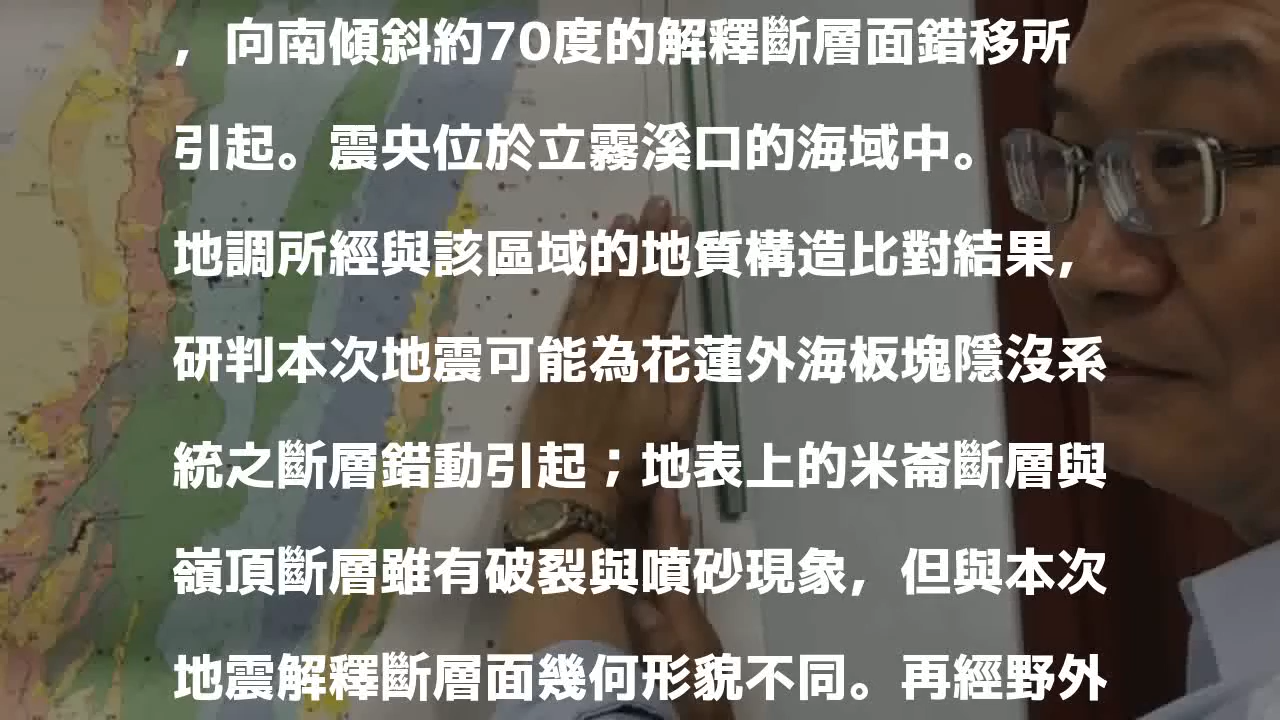 ，向南傾斜約70度的解釋斷層面錯移所
引起。震央位於立霧溪口的海域中。
地調所經與該區域的地質構造比對結果，
研判本次地震可能為花蓮外海板塊隱沒系
統之斷層錯動引起；地表上的米崙斷層與
嶺頂斷層雖有破裂與噴砂現象，但與本次
地震解釋斷層面幾何形貌不同。再經野外